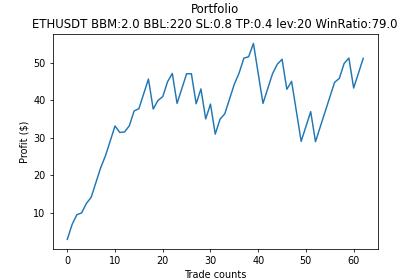 Portfolio
ETHUSDT BBM:2.0 BBL:220 SL:0.8 TP:0.4 lev:20 WinRatio:79.0
50
40
30
20
10
Profit ($)
0 10 20 30 40 50 60
Trade counts